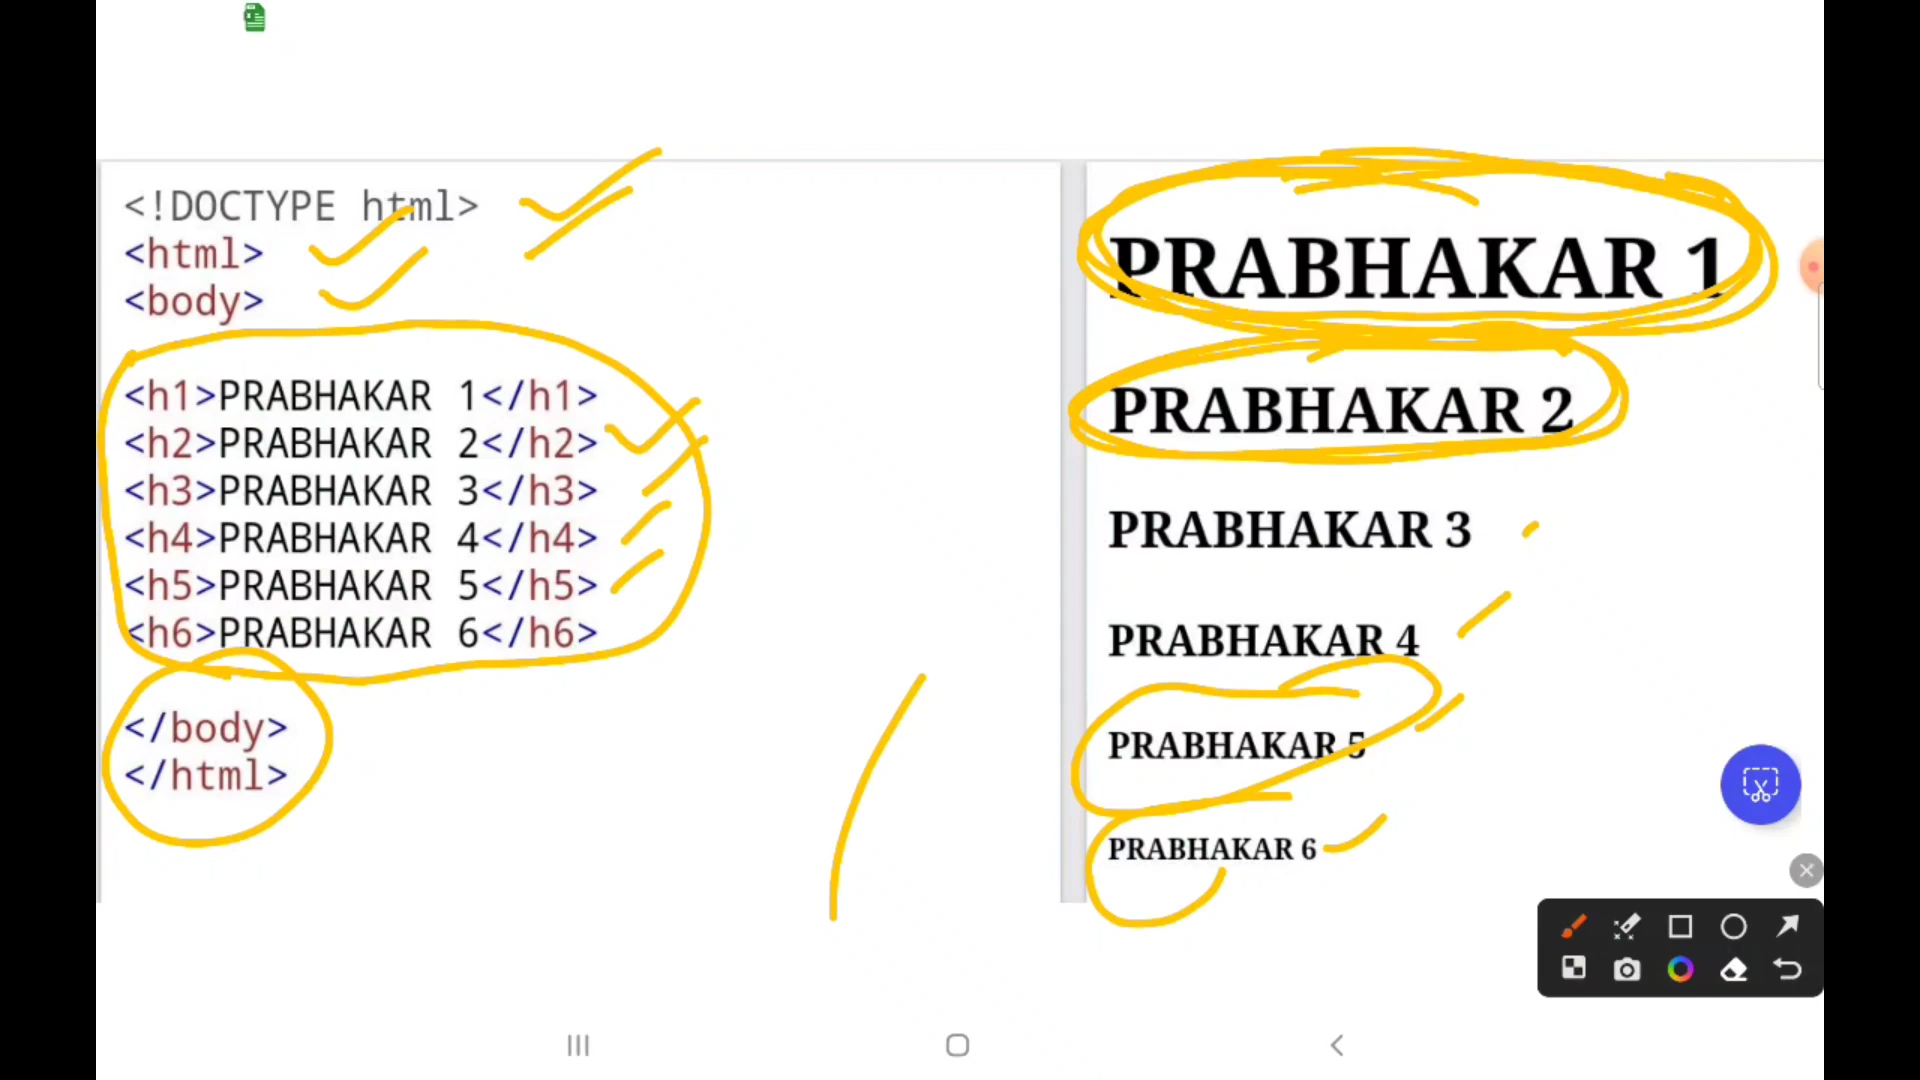 <!DOCTYPE html>
<html>
<body>
<h1>PRABHAKAR 1</h1>
<h2>PRABHAKAR 2</h2>
<h3>PRABHAKAR 3</h3>
<h4>PRABHAKAR 4</h4>
<h5>PRABHAKAR 5</h5>
<h6>PRABHAKAR 6</h6>
</body>
</html>
PRABHAKAR 1
PRABHAKAR 2
PRABHAKAR 3
PRABHAKAR 4
PRABHAKAR 5
PRABHAKAR 6